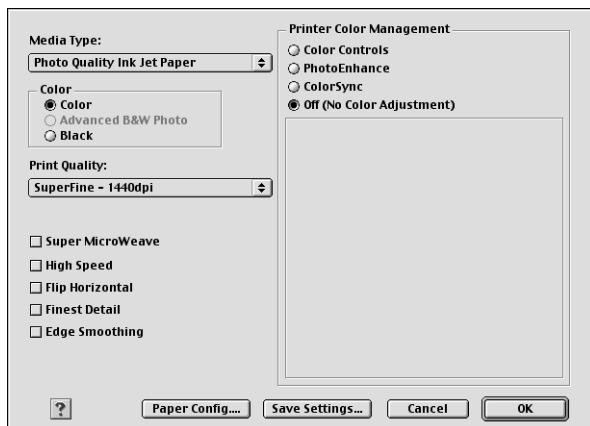 Media Type:
Photo Quality Ink Jet Paper
Color
Color
Advanced B&W Photo
Black
Print Quality:
SuperFine - 1440dpi
Super MicroWeave
High Speed
Flip Horizontal
Finest Detail
Edge Smoothing
Printer Color Management
Color Controls
PhotoEnhance
ColorSync
Off (No Color Adjustment)
?
Paper Config....
Save Settings...
Cancel
OK